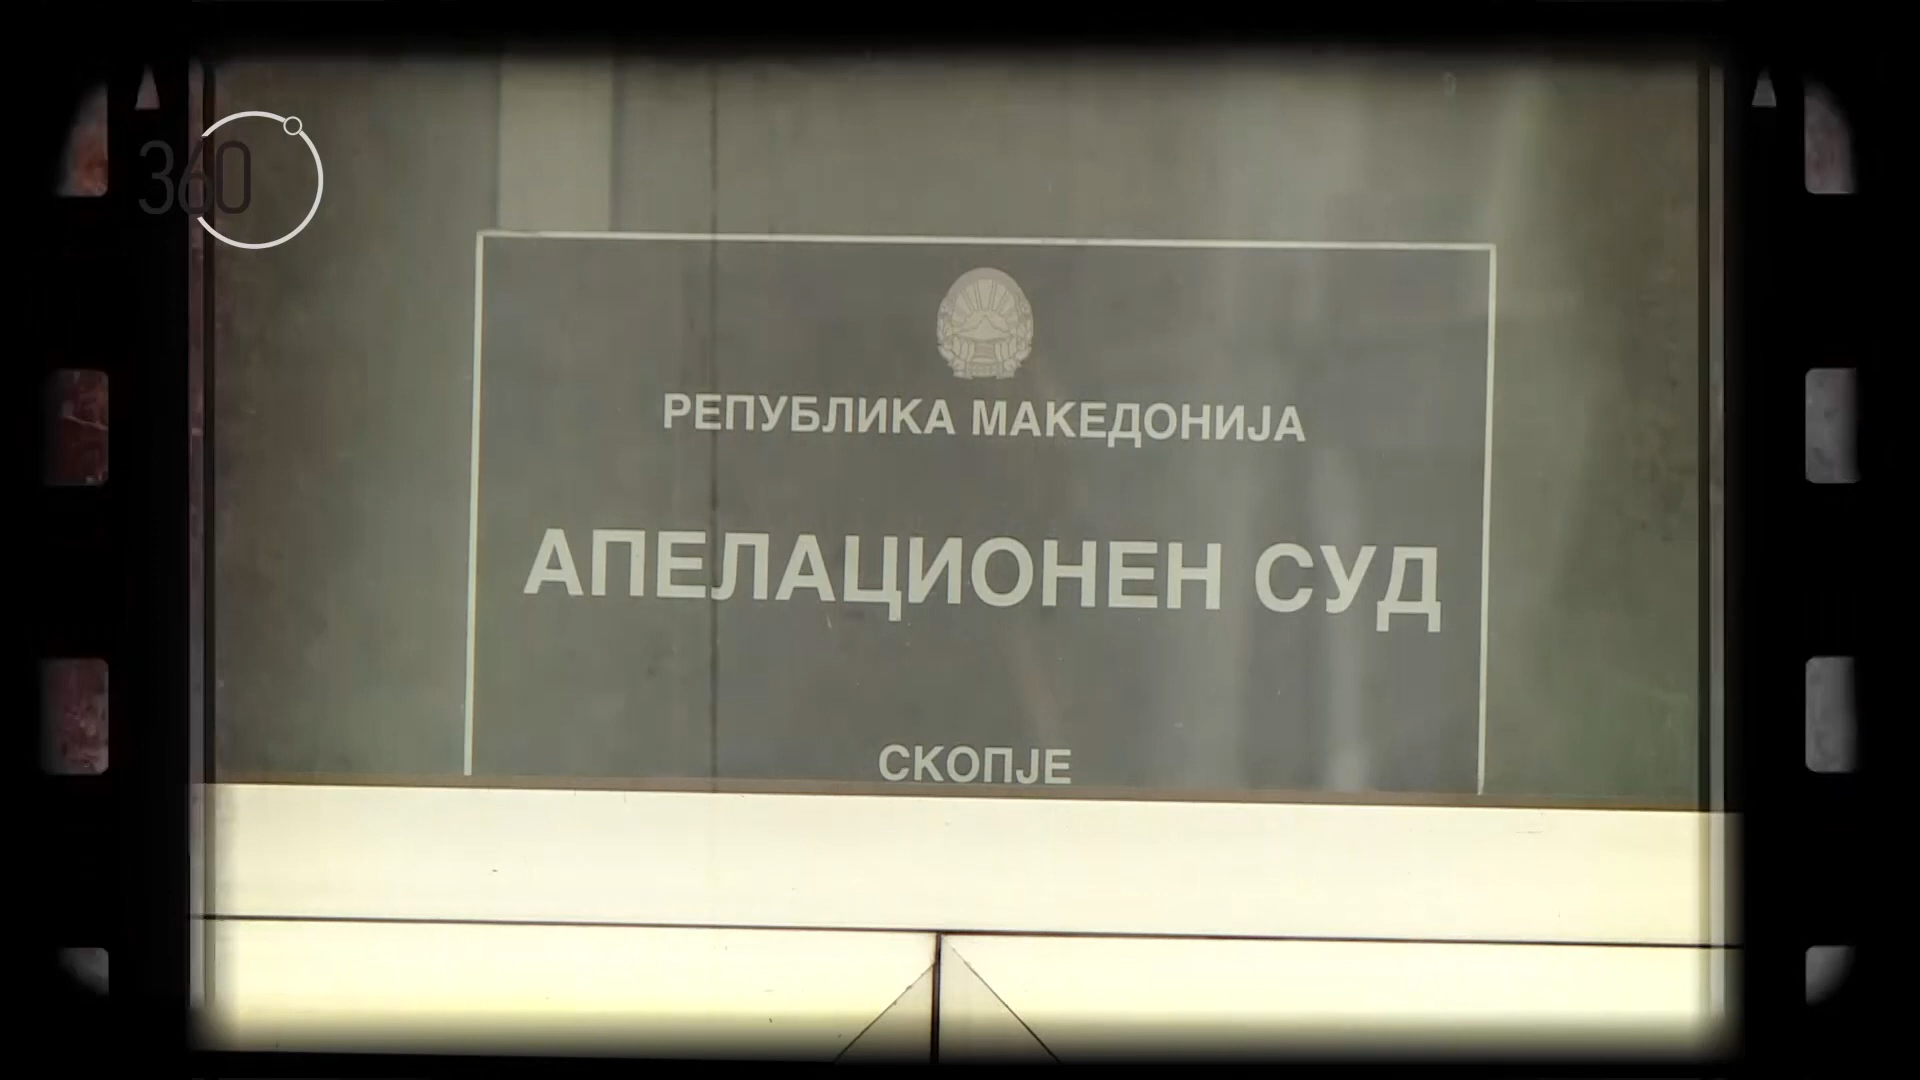 360
РЕПУБЛИКА МАКЕДОНИЈА
АПЕЛАЦИОНЕН СУД
СКОПЈЕ